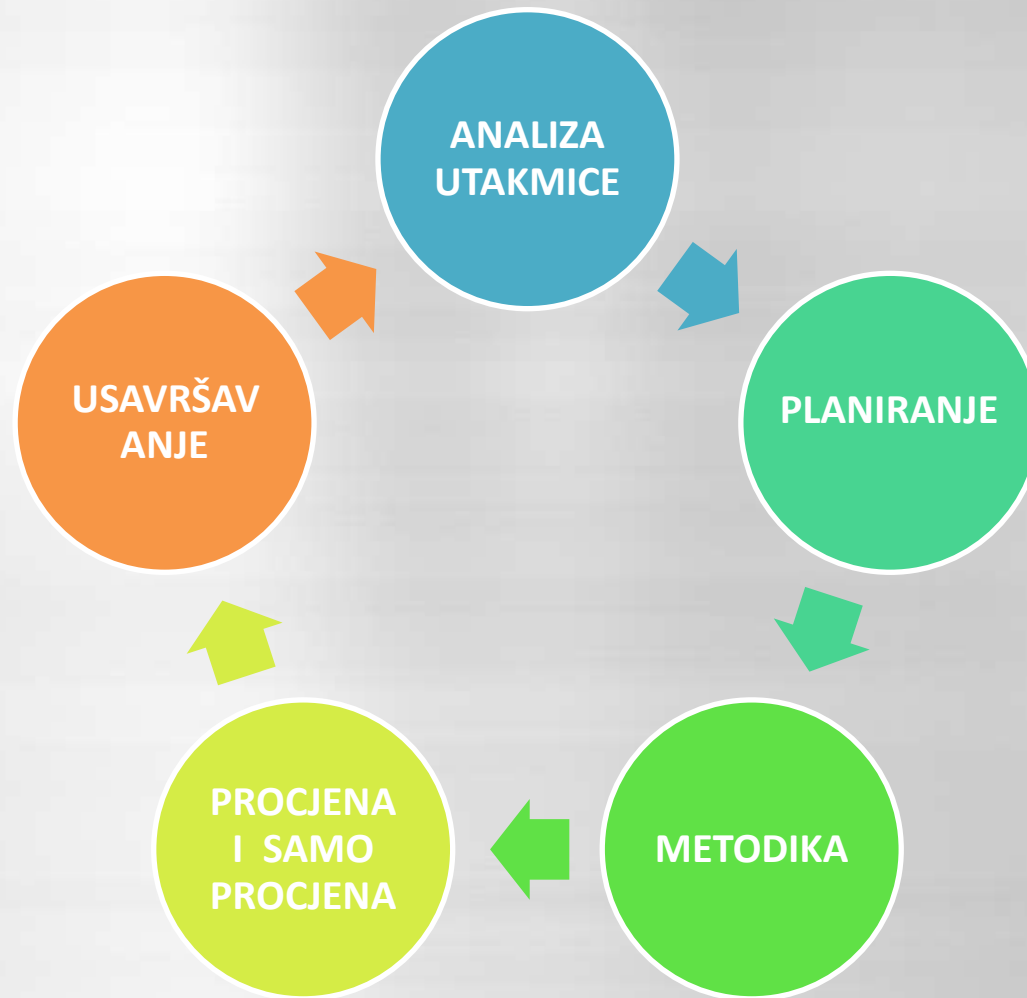 ANALIZA
UTAKMICE
PLANIRANJE
METODIKA
PROCJENA
I SAMO
PROCJENA
USAVRŠAV
ANJE